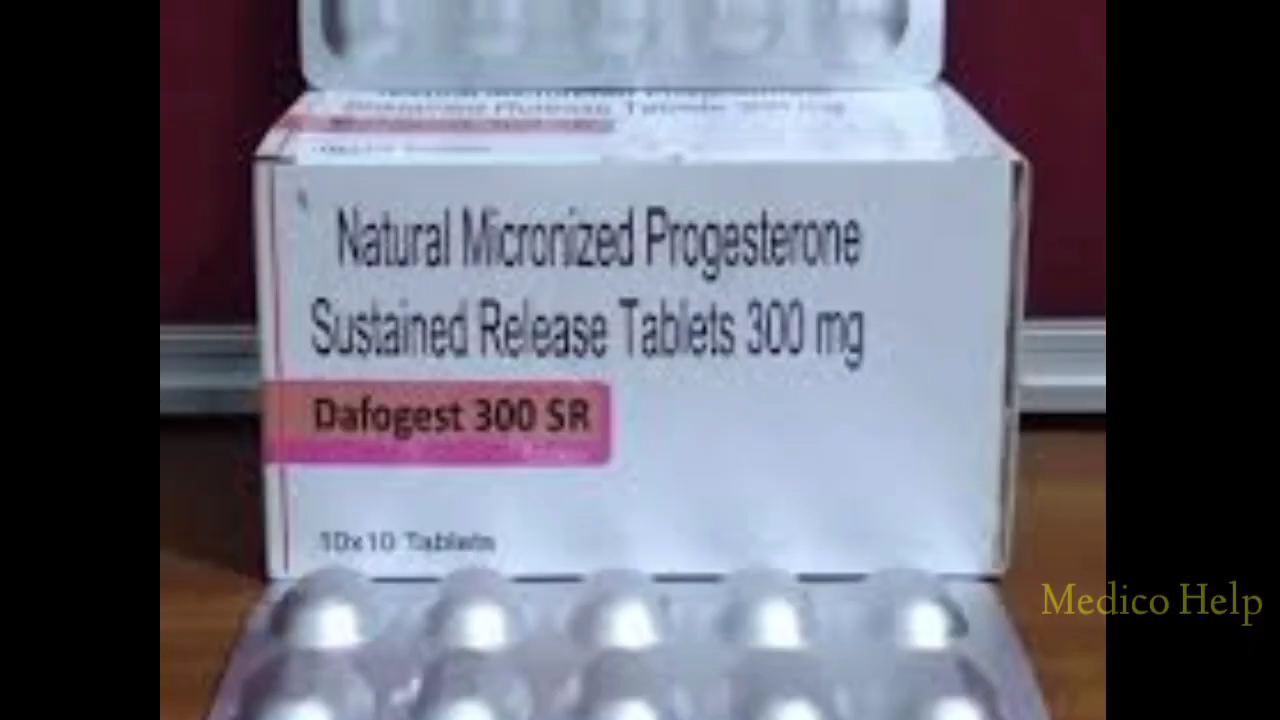 Natural Micronized Progesterone
Sustained Release Tablets 300 mg
Dafogest 300 SR
10x10 Tablets
Medico Help